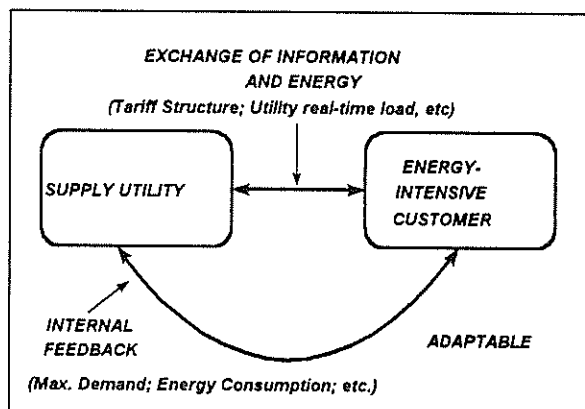 EXCHANGE OF INFORMATION
AND ENERGY
(Tariff Structure; Utility real-time load, etc)
SUPPLY UTILITY
ENERGY-
INTENSIVE
CUSTOMER
INTERNAL
FEEDBACK
ADAPTABLE
(Max. Demand; Energy Consumption; etc.)